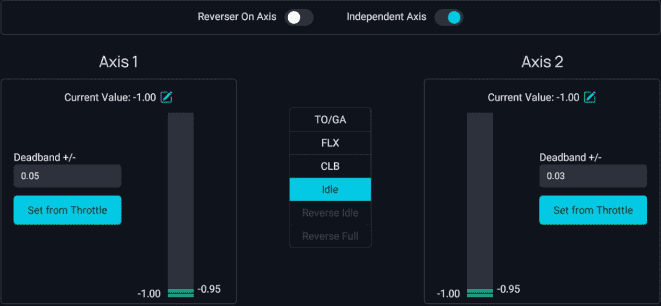 Reverser On Axis
Independent Axis
Axis 1
Axis 2
Current Value: -1.00
Current Value: -1.00
TO/GA
FLX
CLB
Idle
Reverse Idle
Reverse Full
Deadband +/-
0.05
Set from Throttle
-1.00
-0.95
Deadband +/-
0.03
Set from Throttle
-1.00
-0.95